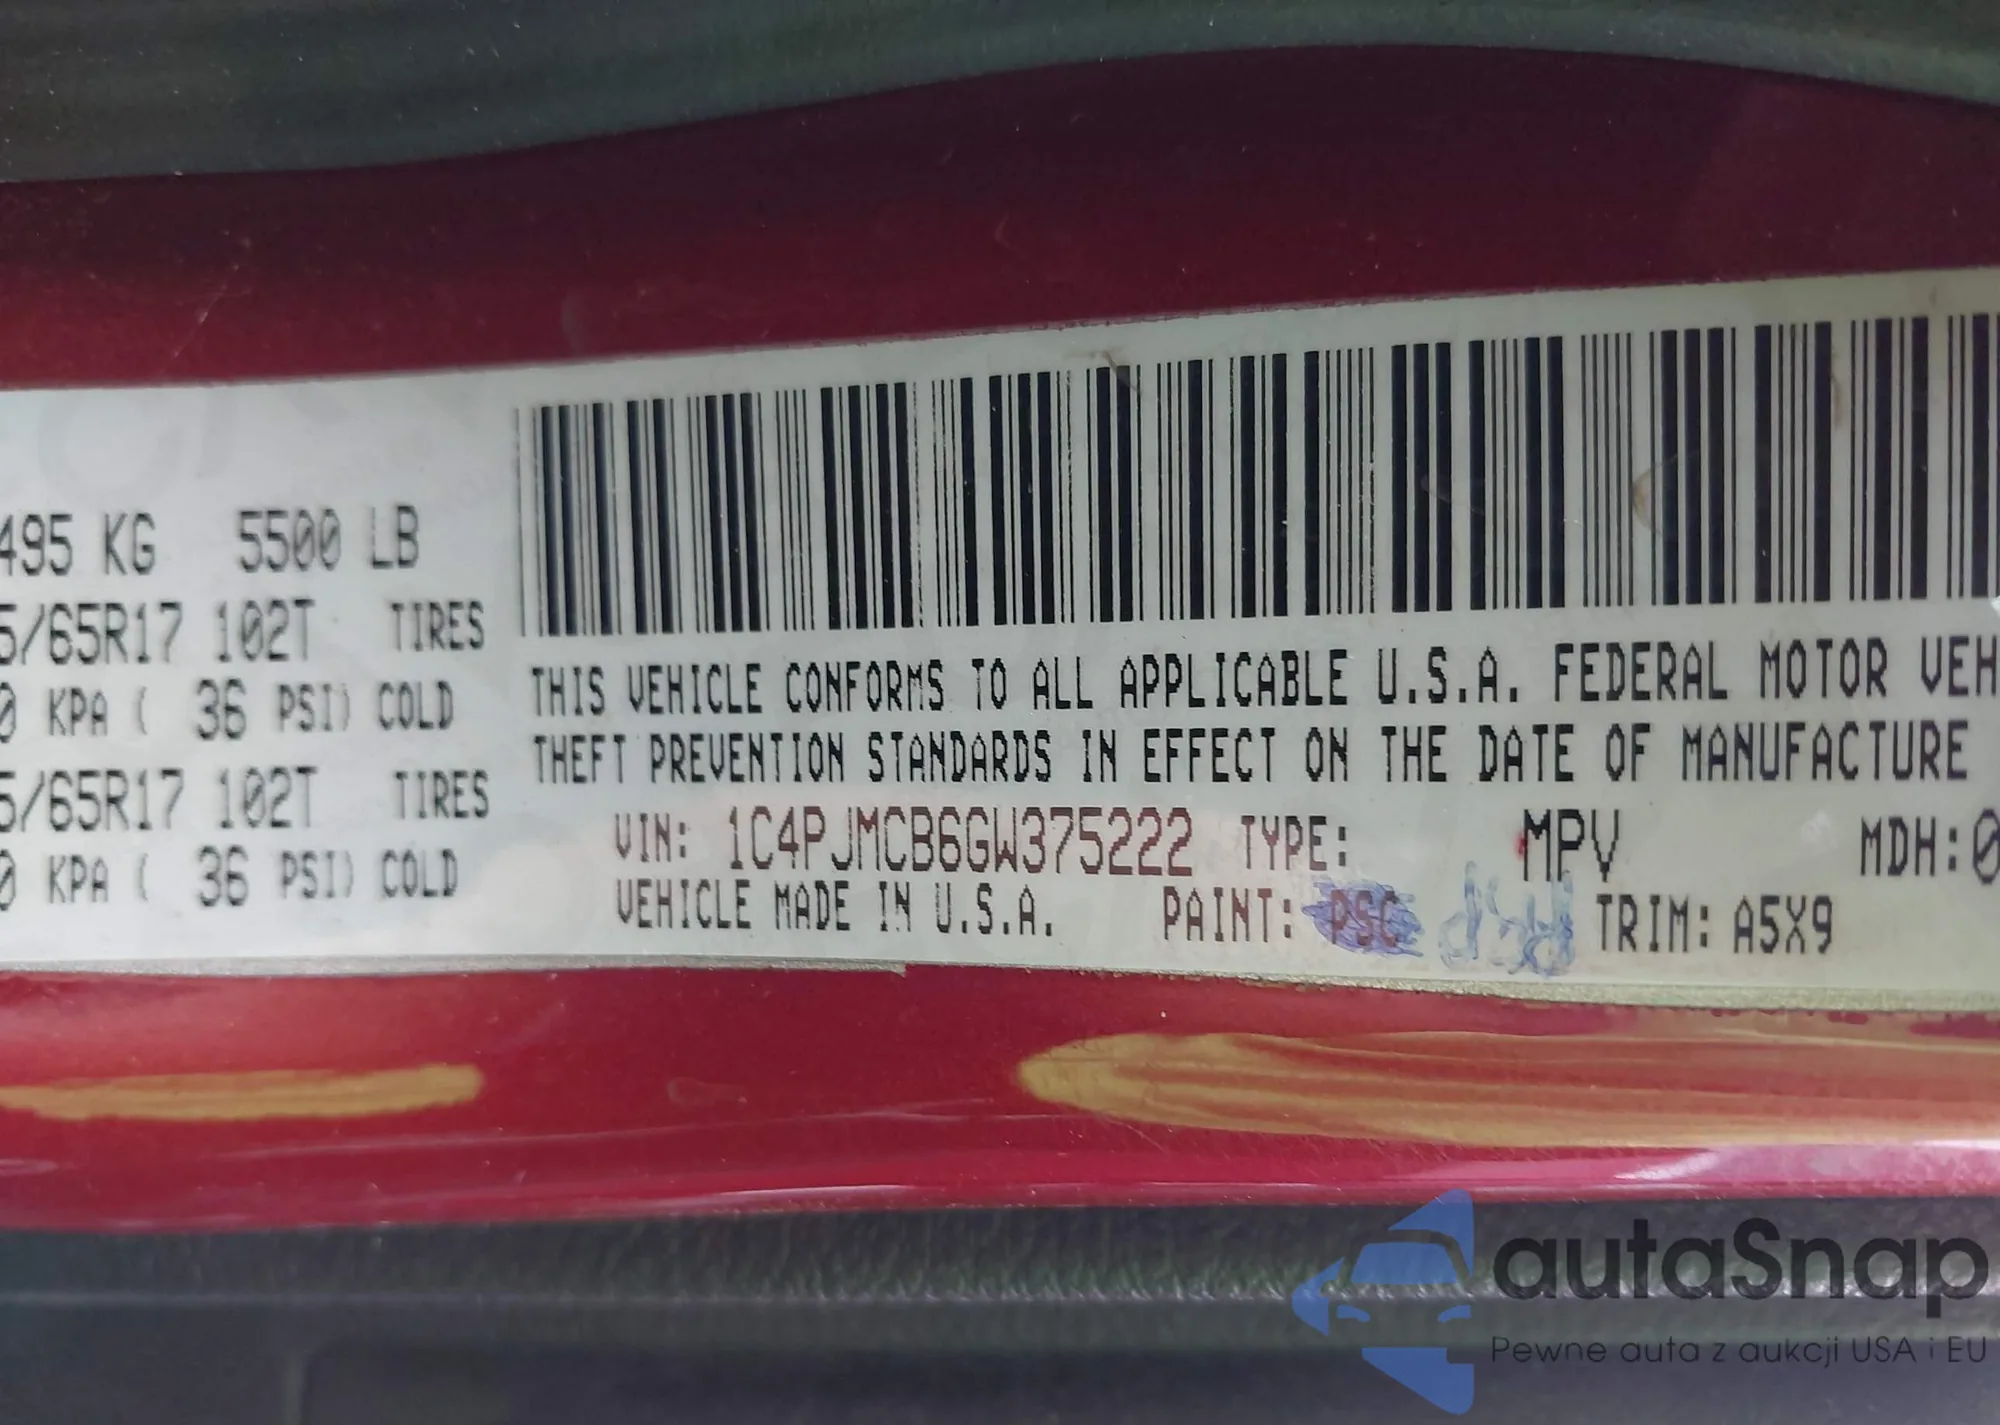 495 KG 5500 LB
5/65R17 102T TIRES
0 KPA ( 36 PSI) COLD
5/65R17 102T TIRES
0 KPA ( 36 PSI) COLD
THIS VEHICLE CONFORMS TO ALL APPLICABLE U.S.A. FEDERAL MOTOR VEH
THEFT PREVENTION STANDARDS IN EFFECT ON THE DATE OF MANUFACTURE
VIN: 1C4PJMCB6GW375222 TYPE: MPV MDH:0
VEHICLE MADE IN U.S.A. PAINT: PSC TRIM: A5X9
autaSnap
Pewne auta z aukcji USA i EU